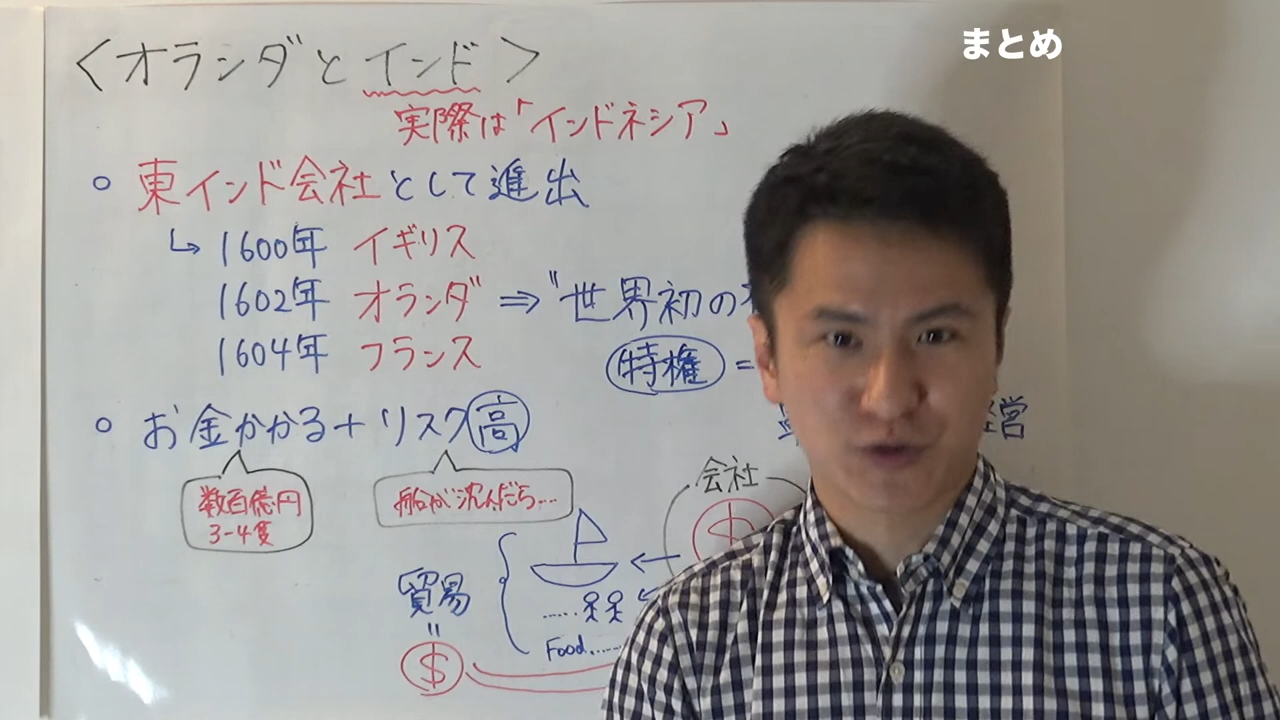 まとめ
<オランダとインド>
実際は「インドネシア」
○ 東インド会社として進出
↳ 1600年 イギリス
1602年 オランダ ⇒ "世界初の
1604年 フランス
特権 =
経営
○ お金かかる+リスク高
数百億円
3-4隻
船が沈んだら...
会社
貿易
=
$
......
Food......